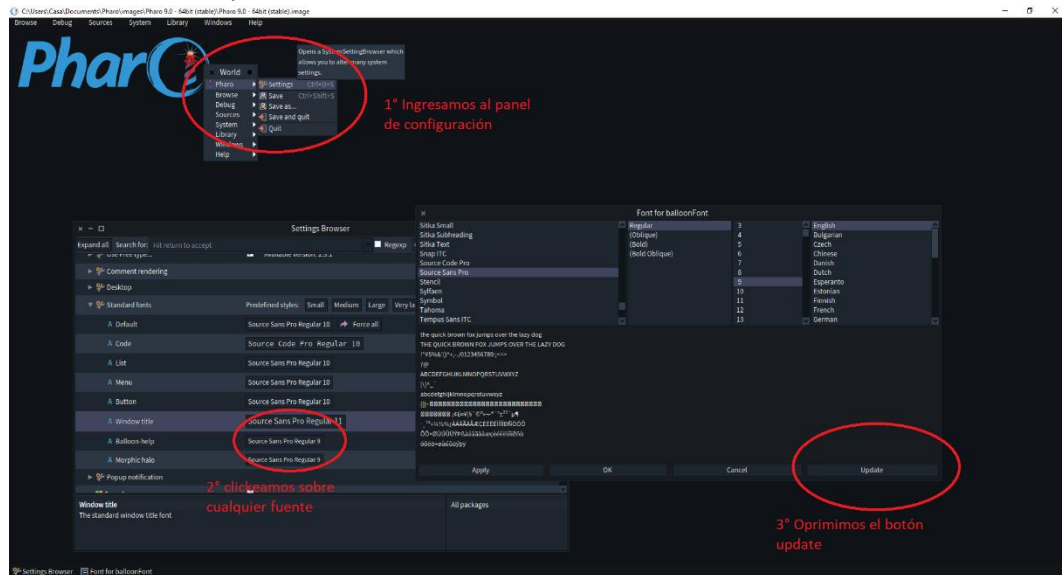 C:\Users\Casa\Documents\Pharo\images\Pharo 9.0 - 64bit (stable)\Pharo 9.0 - 64bit (stable).image
Browse Debug Sources System Library Windows Help
Pharo
Opens a SystemSettingBrowser which
allows you to alter many system
settings.
World
Pharo
Browse
Debug
Sources
System
Library
Windows
Help
Settings Ctrl+O+S
Save Ctrl+Shift+S
Save as...
Save and quit
Quit
1° Ingresamos al panel
de configuración
Settings Browser
Expand all Search for: Hit return to accept Regexp
Use Free type... Available version: 2.9.1
Comment rendering
Desktop
Standard fonts Predefined styles: Small Medium Large Very la
Default Source Sans Pro Regular 10 Force all
Code Source Code Pro Regular 10
List Source Sans Pro Regular 10
Menu Source Sans Pro Regular 10
Button Source Sans Pro Regular 10
Window title Source Sans Pro Regular 11
Balloon-help Source Sans Pro Regular 9
Morphic halo Source Sans Pro Regular 9
Popup notification
2° clickeamos sobre
cualquier fuente
Window title
The standard window title font
All packages
Font for balloonFont
Sitka Small
Sitka Subheading
Sitka Text
Snap ITC
Source Code Pro
Source Sans Pro
Stencil
Sylfaen
Symbol
Tahoma
Tempus Sans ITC
Regular
(Oblique)
(Bold)
(Bold Oblique)
3
4
5
6
7
8
9
10
11
12
13
English
Bulgarian
Czech
Chinese
Danish
Dutch
Esperanto
Estonian
Finnish
French
German
the quick brown fox jumps over the lazy dog
THE QUICK BROWN FOX JUMPS OVER THE LAZY DOG
?@
ABCDEFGHIJKLMNOPQRSTUVWXYZ
abcdefghijklmnopqrstuvwxyz
Apply OK Cancel Update
3° Oprimimos el botón
update
Settings Browser Font for balloonFont